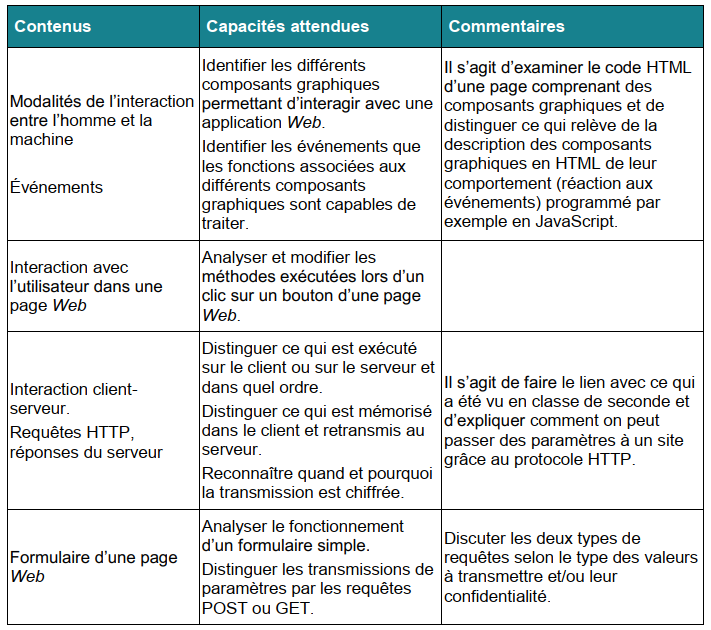 Contenus
Capacités attendues
Commentaires
Modalités de l’interaction
entre l’homme et la
machine
Événements
Identifier les différents
composants graphiques
permettant d’interagir avec une
application Web.
Identifier les événements que
les fonctions associées aux
différents composants
graphiques sont capables de
traiter.
Il s’agit d’examiner le code HTML
d’une page comprenant des
composants graphiques et de
distinguer ce qui relève de la
description des composants
graphiques en HTML de leur
comportement (réaction aux
événements) programmé par
exemple en JavaScript.
Interaction avec
l’utilisateur dans une
page Web
Analyser et modifier les
méthodes exécutées lors d’un
clic sur un bouton d’une page
Web.
Interaction client-
serveur.
Requêtes HTTP,
réponses du serveur
Distinguer ce qui est exécuté
sur le client ou sur le serveur et
dans quel ordre.
Distinguer ce qui est mémorisé
dans le client et retransmis au
serveur.
Reconnaître quand et pourquoi
la transmission est chiffrée.
Il s’agit de faire le lien avec ce qui
a été vu en classe de seconde et
d’expliquer comment on peut
passer des paramètres à un site
grâce au protocole HTTP.
Formulaire d’une page
Web
Analyser le fonctionnement
d’un formulaire simple.
Distinguer les transmissions de
paramètres par les requêtes
POST ou GET.
Discuter les deux types de
requêtes selon le type des valeurs
à transmettre et/ou leur
confidentialité.